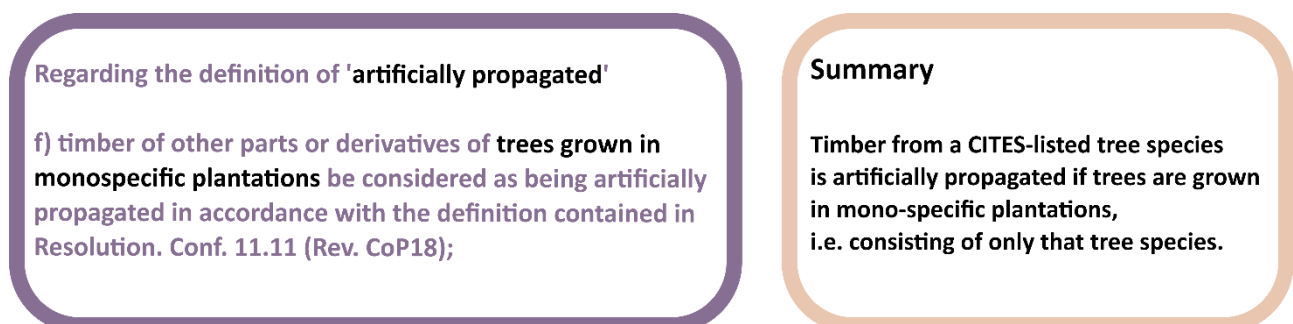 Regarding the definition of 'artificially propagated'
f) timber of other parts or derivatives of trees grown in
monospecific plantations be considered as being artificially
propagated in accordance with the definition contained in
Resolution. Conf. 11.11 (Rev. CoP18);
Summary
Timber from a CITES-listed tree species
is artificially propagated if trees are grown
in mono-specific plantations,
i.e. consisting of only that tree species.